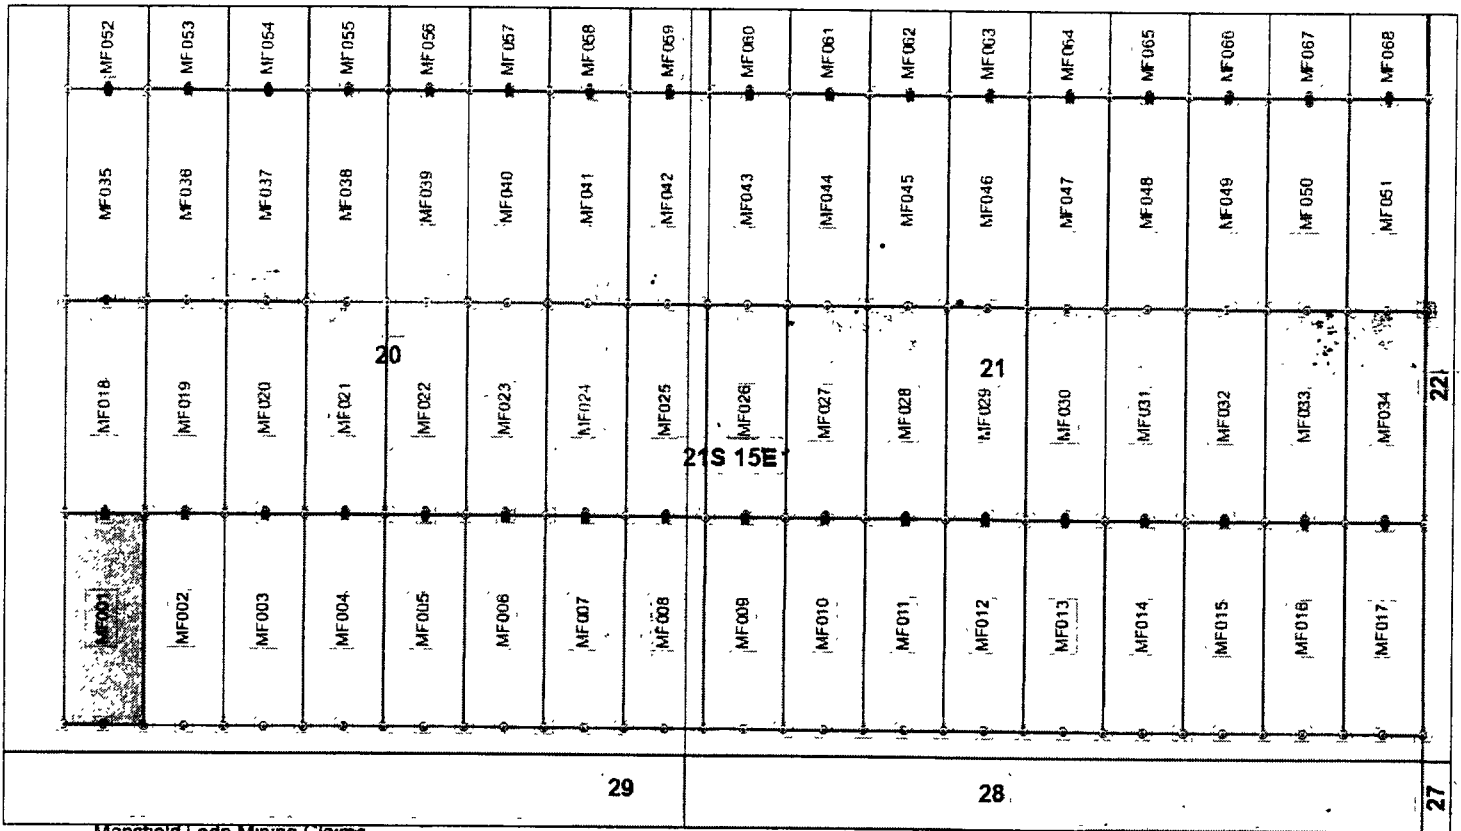 MF052 MF053 MF054 MF055 MF056 MF057 MF058 MF059 MF060 MF061 MF062 MF063 MF064 MF065 MF066 MF067 MF068
MF035 MF036 MF037 MF038 MF039 MF040 MF041 MF042 MF043 MF044 MF045 MF046 MF047 MF048 MF049 MF050 MF051
20
21
22
MF018 MF019 MF020 MF021 MF022 MF023 MF024 MF025 MF026 MF027 MF028 MF029 MF030 MF031 MF032 MF033 MF034
21S 15E
MF001 MF002 MF003 MF004 MF005 MF006 MF007 MF008 MF009 MF010 MF011 MF012 MF013 MF014 MF015 MF016 MF017
29
28
27
Mansfield Lode Mining Claims